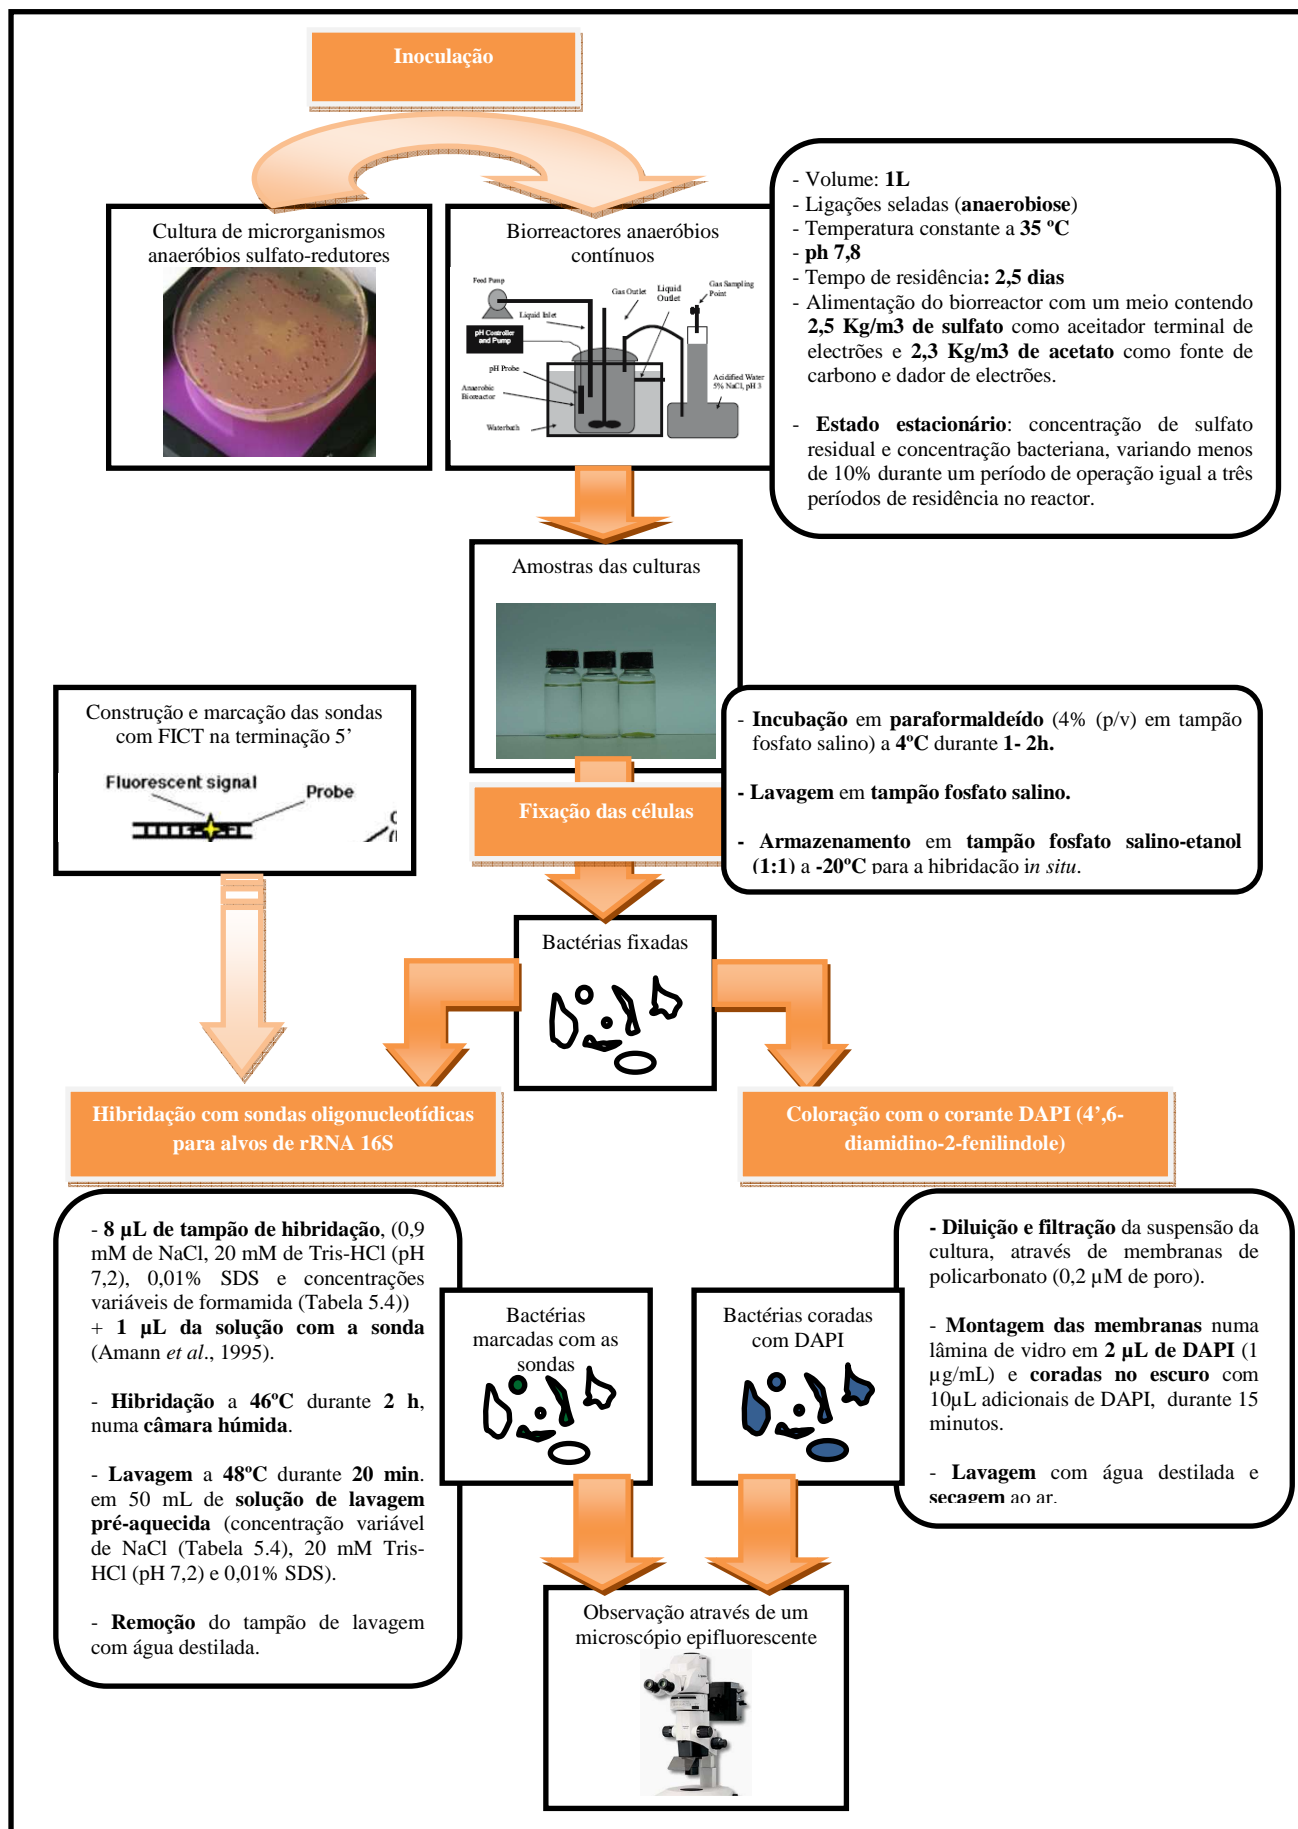 Inoculação
Cultura de microrganismos
anaeróbios sulfato-redutores
Biorreactores anaeróbios
contínuos
Feed Pump
Gas Outlet
Liquid
Outlet
Gas Sampling
Point
Liquid Inlet
pH Controller
and Pump
pH Probe
Anaerobic
Bioreactor
Waterbath
Acidified Water
5% NaCl, pH 3
- Volume: 1L
- Ligações seladas (anaerobiose)
- Temperatura constante a 35 ºC
- ph 7,8
- Tempo de residência: 2,5 dias
- Alimentação do biorreactor com um meio contendo
2,5 Kg/m3 de sulfato como aceitador terminal de
electrões e 2,3 Kg/m3 de acetato como fonte de
carbono e dador de electrões.
- Estado estacionário: concentração de sulfato
residual e concentração bacteriana, variando menos
de 10% durante um período de operação igual a três
períodos de residência no reactor.
Amostras das culturas
Construção e marcação das sondas
com FICT na terminação 5’
Fluorescent signal
Probe
Fixação das células
- Incubação em paraformaldeído (4% (p/v) em tampão
fosfato salino) a 4ºC durante 1- 2h.
- Lavagem em tampão fosfato salino.
- Armazenamento em tampão fosfato salino-etanol
(1:1) a -20ºC para a hibridação in situ.
Bactérias fixadas
Hibridação com sondas oligonucleotídicas
para alvos de rRNA 16S
Coloração com o corante DAPI (4’,6-
diamidino-2-fenilindole)
- 8 µL de tampão de hibridação, (0,9
mM de NaCl, 20 mM de Tris-HCl (pH
7,2), 0,01% SDS e concentrações
variáveis de formamida (Tabela 5.4))
+ 1 µL da solução com a sonda
(Amann et al., 1995).
- Hibridação a 46ºC durante 2 h,
numa câmara húmida.
- Lavagem a 48ºC durante 20 min.
em 50 mL de solução de lavagem
pré-aquecida (concentração variável
de NaCl (Tabela 5.4), 20 mM Tris-
HCl (pH 7,2) e 0,01% SDS).
- Remoção do tampão de lavagem
com água destilada.
Bactérias
marcadas com as
sondas
Bactérias coradas
com DAPI
- Diluição e filtração da suspensão da
cultura, através de membranas de
policarbonato (0,2 µM de poro).
- Montagem das membranas numa
lâmina de vidro em 2 µL de DAPI (1
µg/mL) e coradas no escuro com
10µL adicionais de DAPI, durante 15
minutos.
- Lavagem com água destilada e
secagem ao ar.
Observação através de um
microscópio epifluorescente